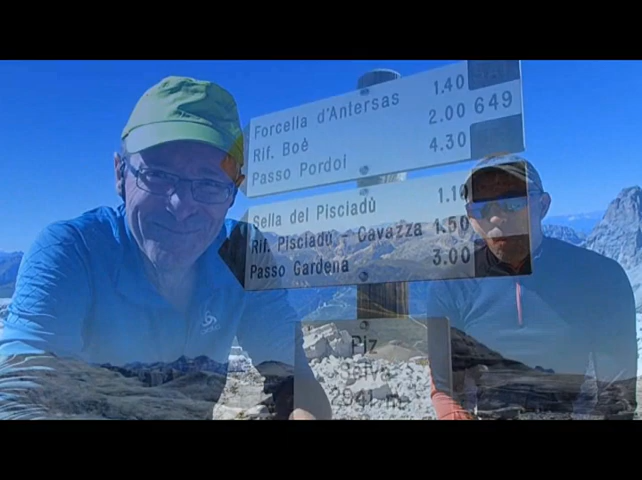 Forcella d'Antersas 1.40
Rif. Boè 2.00 649
Passo Pordoi 4.30
Sella del Pisciadù 1.10
Rif. Pisciadù - Cavazza 1.50
Passo Gardena 3.00
Piz
Selva
2941 m